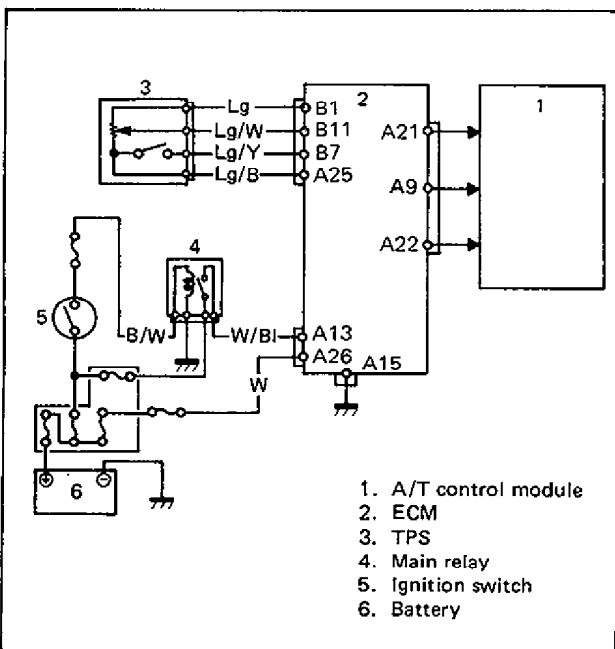 3
2
1
Lg
B1
Lg/W
B11
A21
Lg/Y
B7
Lg/B
A25
A9
4
A22
5
B/W
W/Bl
A13
A26
A15
W
6
1. A/T control module
2. ECM
3. TPS
4. Main relay
5. Ignition switch
6. Battery